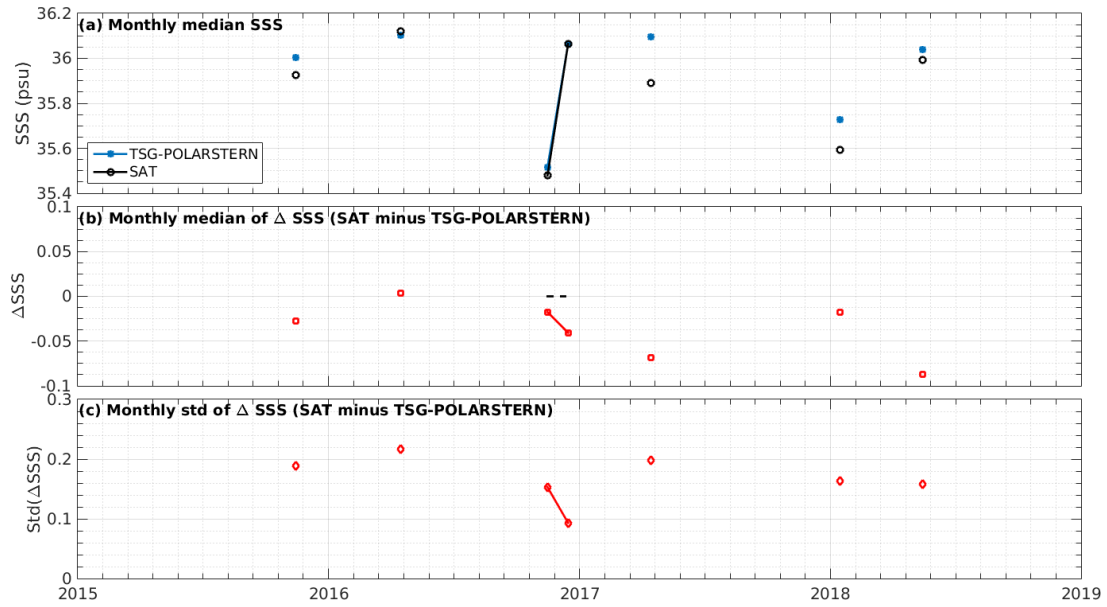 (a) Monthly median SSS
SSS (psu)
36.2
36
35.8
35.6
35.4
TSG-POLARSTERN
SAT
(b) Monthly median of Δ SSS (SAT minus TSG-POLARSTERN)
ΔSSS
0.1
0.05
0
-0.05
-0.1
(c) Monthly std of Δ SSS (SAT minus TSG-POLARSTERN)
Std(ΔSSS)
0.3
0.2
0.1
0
2015 2016 2017 2018 2019